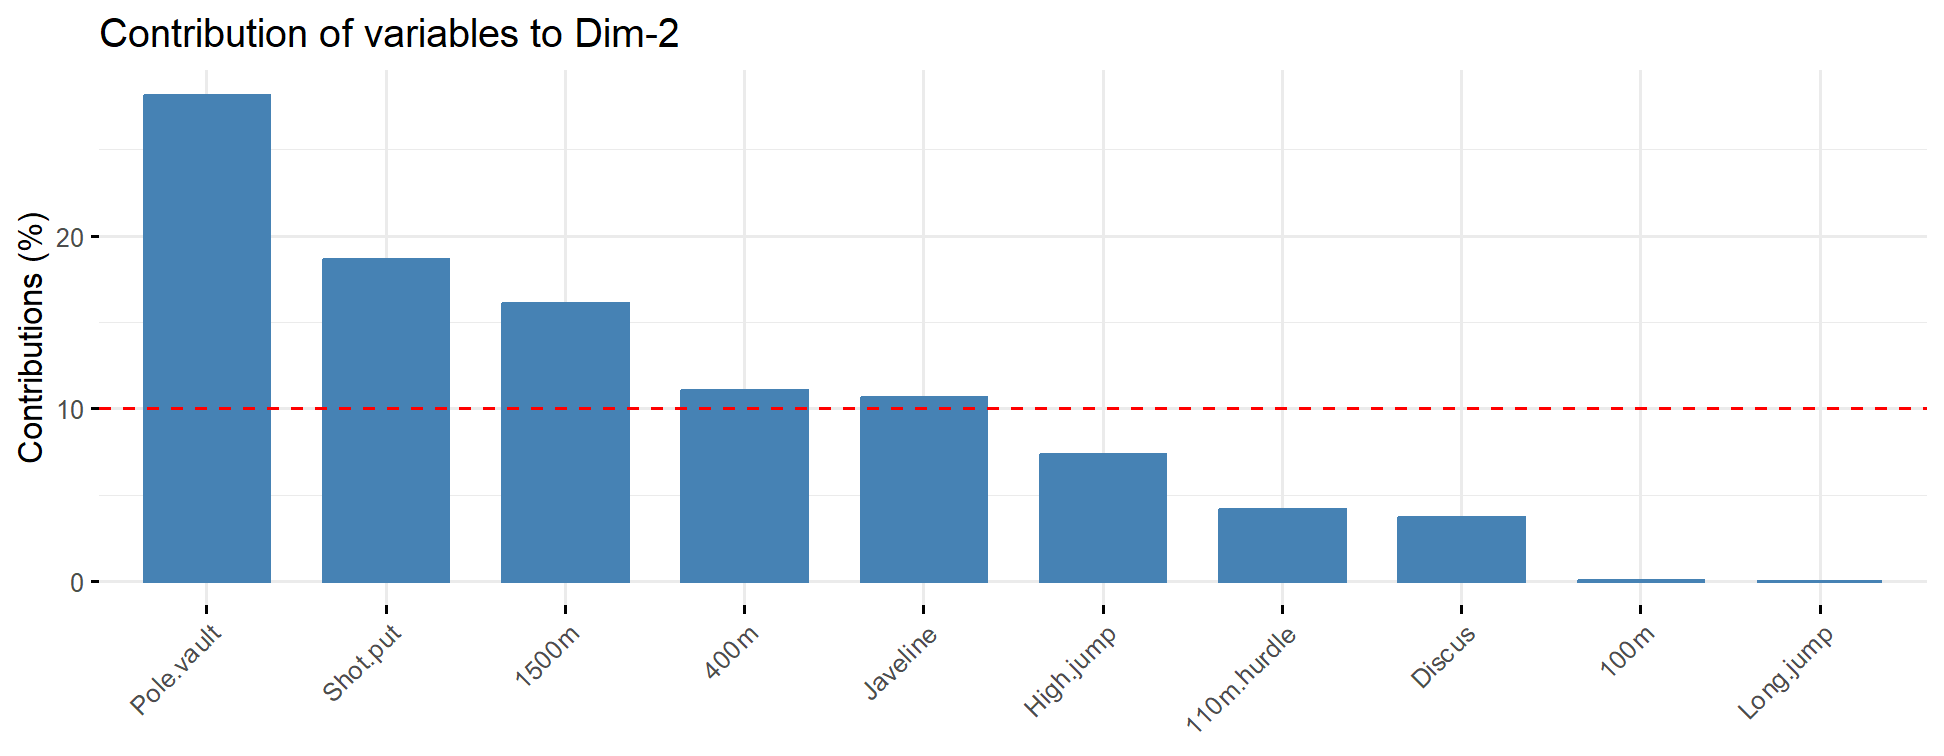 Contribution of variables to Dim-2
Contributions (%)
20
10
0
Pole.vault
Shot.put
1500m
400m
Javeline
High.jump
110m.hurdle
Discus
100m
Long.jump